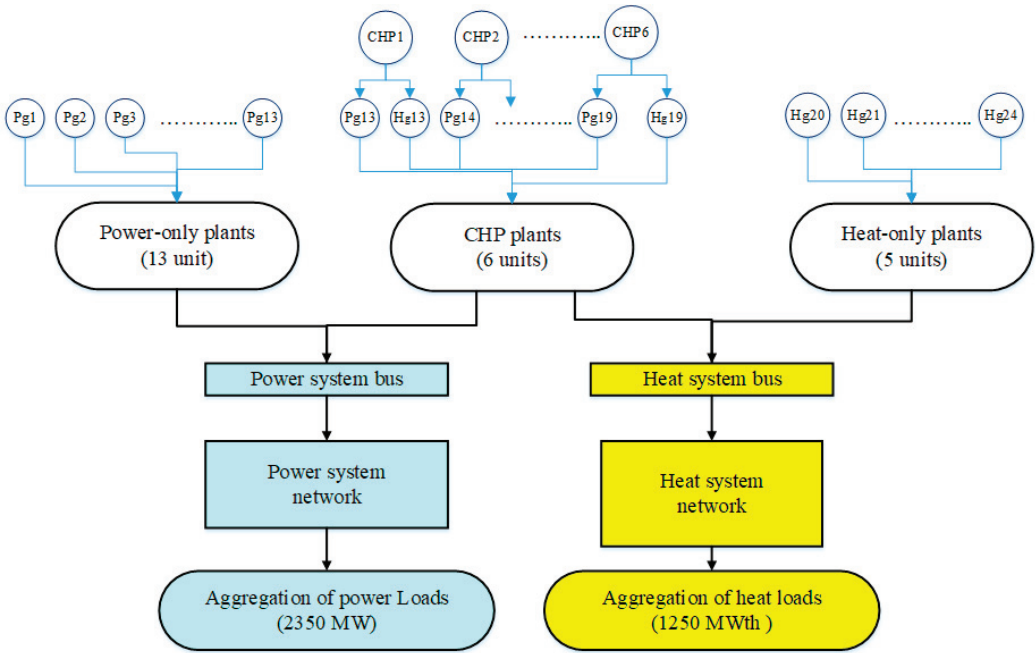 CHP1
CHP2
…………..
CHP6
Pg1
Pg2
Pg3
…………..
Pg13
Pg13
Hg13
Pg14
…………..
Pg19
Hg19
Hg20
Hg21
…………..
Hg24
Power-only plants
(13 unit)
CHP plants
(6 units)
Heat-only plants
(5 units)
Power system bus
Heat system bus
Power system
network
Heat system
network
Aggregation of power Loads
(2350 MW)
Aggregation of heat loads
(1250 MWth )